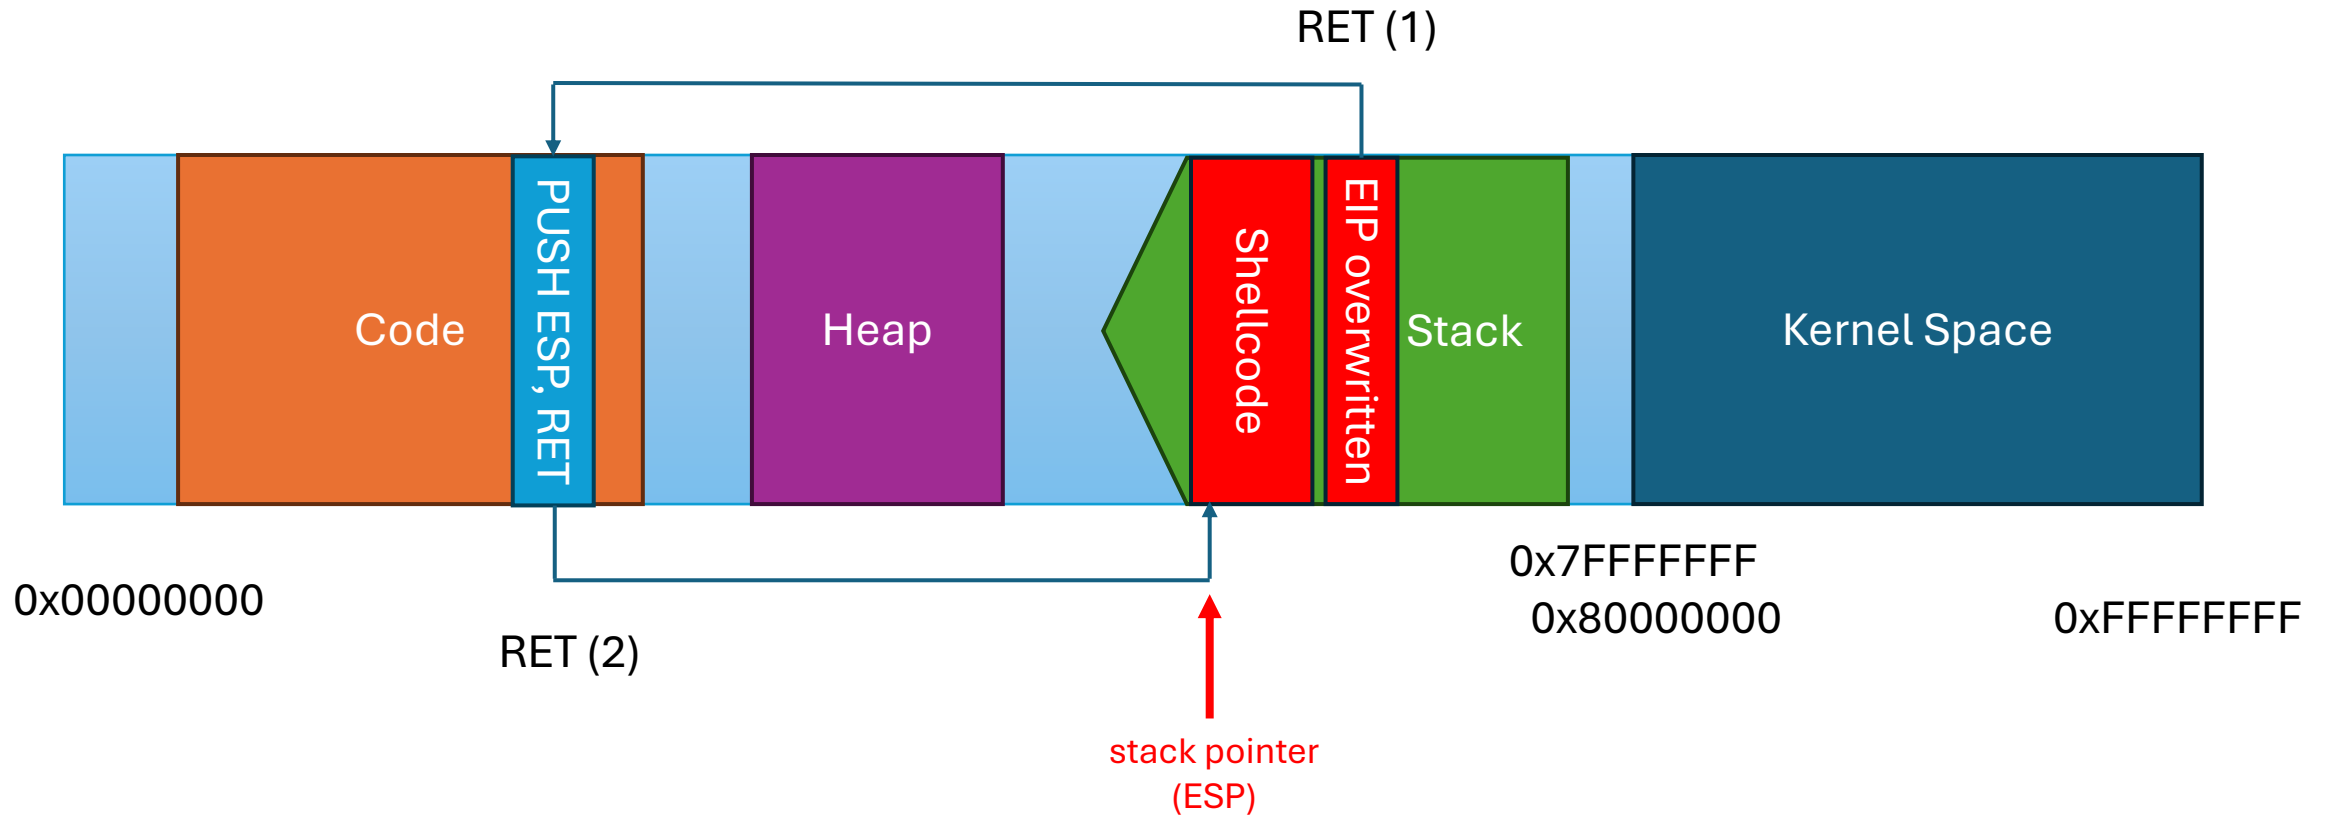 RET (1)
Code
PUSH ESP, RET
Heap
Shellcode
EIP overwritten
Stack
Kernel Space
0x00000000
0x7FFFFFFF
0x80000000
0xFFFFFFFF
RET (2)
stack pointer
(ESP)